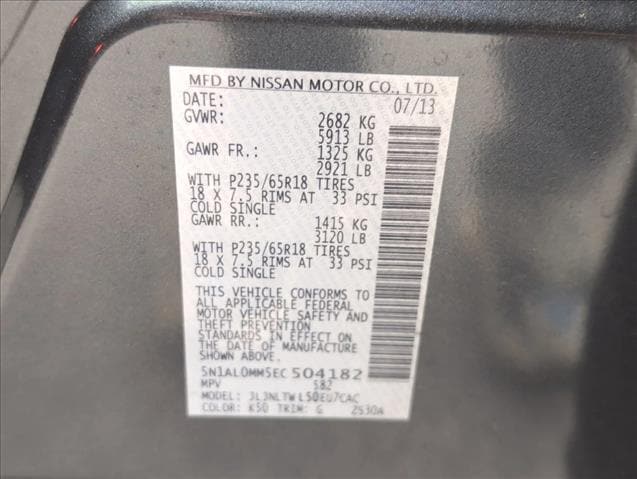 MFD BY NISSAN MOTOR CO., LTD.
DATE: 07/13
GVWR: 2682 KG
5913 LB
GAWR FR.: 1325 KG
2921 LB
WITH P235/65R18 TIRES
18 X 7.5 RIMS AT 33 PSI
COLD SINGLE
GAWR RR.: 1415 KG
3120 LB
WITH P235/65R18 TIRES
18 X 7.5 RIMS AT 33 PSI
COLD SINGLE
THIS VEHICLE CONFORMS TO
ALL APPLICABLE FEDERAL
MOTOR VEHICLE SAFETY AND
THEFT PREVENTION
STANDARDS IN EFFECT ON
THE DATE OF MANUFACTURE
SHOWN ABOVE.
5N1AL0MM5EC504182
MPV 582
MODEL: JL3NLTWL50EU7CAC
COLOR: K50 TRIM: G 2530A